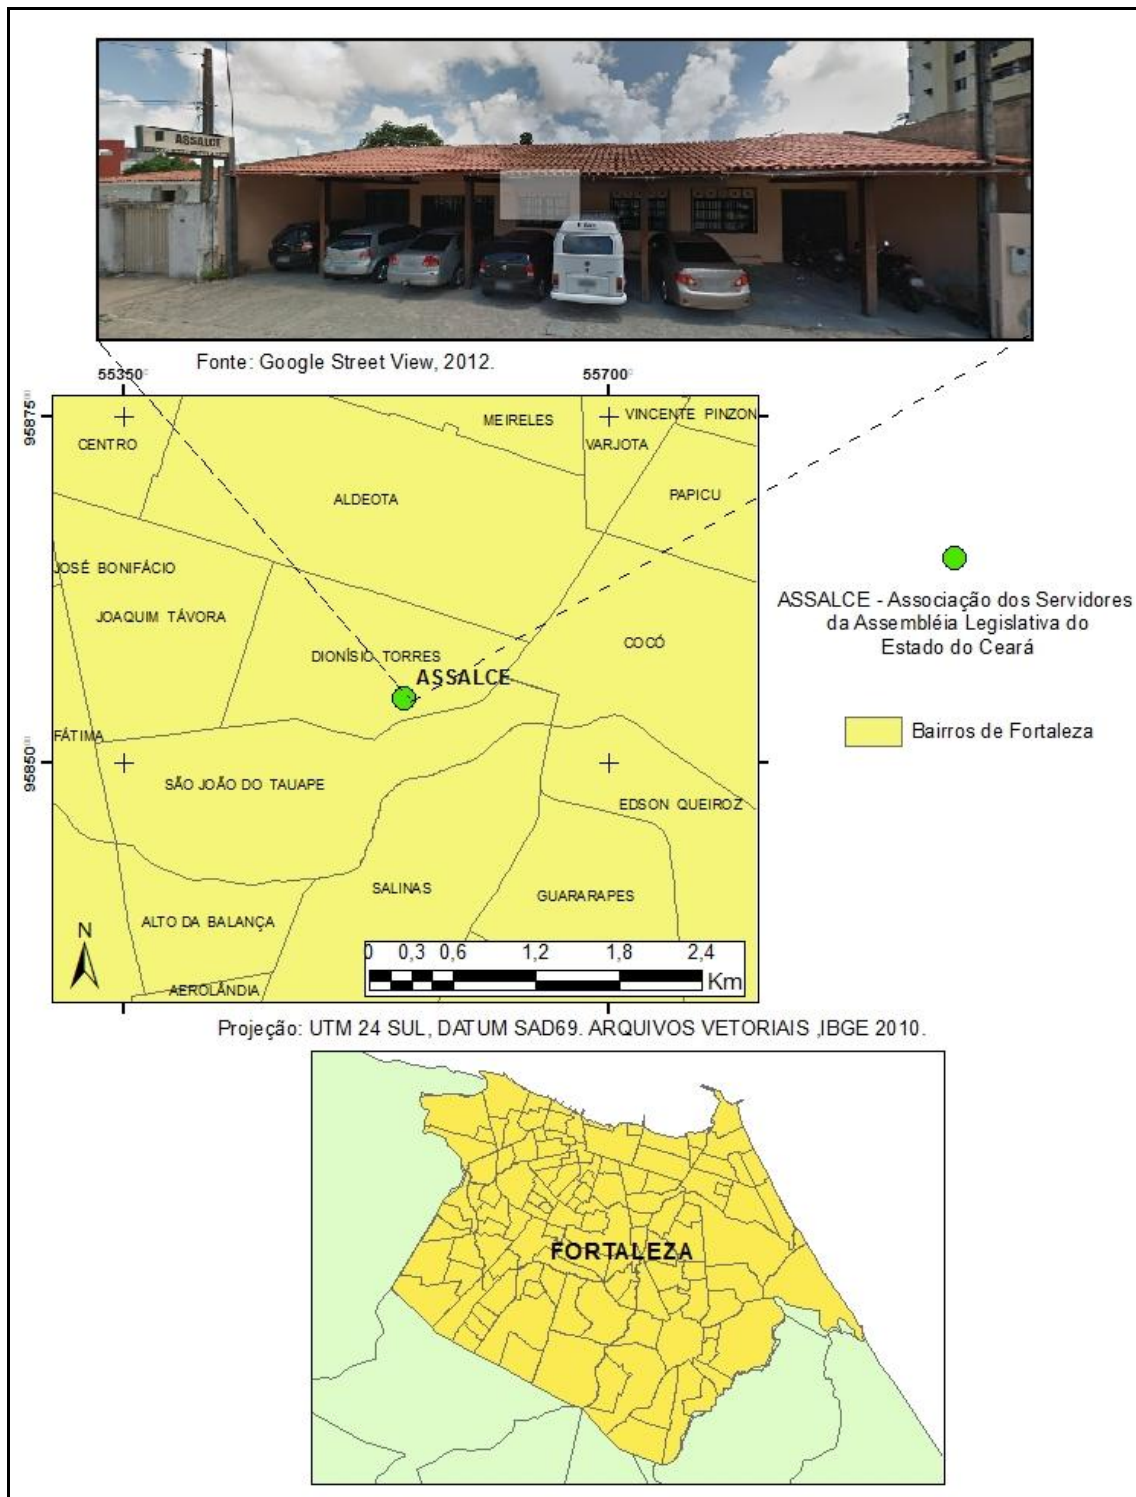 ASSALCE
Fonte: Google Street View, 2012.
55350
55700
95875
VINCENTE PINZON
MEIRELES
CENTRO
VARJOTA
ALDEOTA
PAPICU
JOSÉ BONIFÁCIO
JOAQUIM TÁVORA
COCÓ
DIONÍSIO TORRES
ASSALCE
FÁTIMA
95850
SÃO JOÃO DO TAUAPE
EDSON QUEIROZ
SALINAS
GUARARAPES
ALTO DA BALANÇA
AEROLÂNDIA
N
0 0,3 0,6 1,2 1,8 2,4
Km
ASSALCE - Associação dos Servidores
da Assembléia Legislativa do
Estado do Ceará
Bairros de Fortaleza
Projeção: UTM 24 SUL, DATUM SAD69. ARQUIVOS VETORIAIS ,IBGE 2010.
FORTALEZA